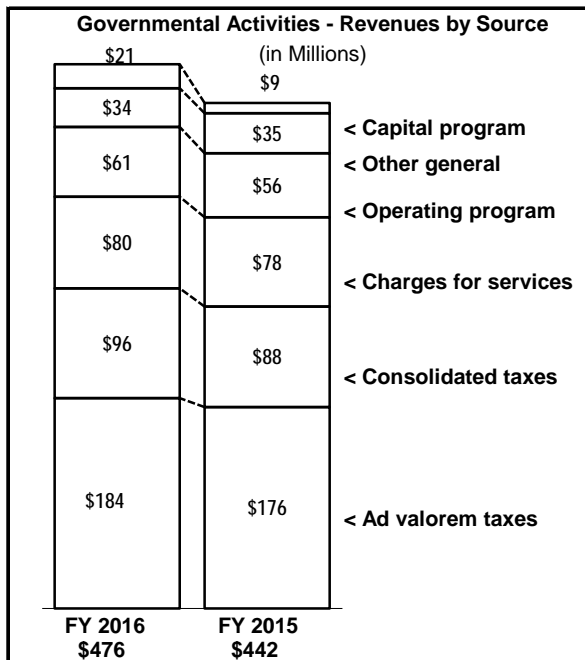 Governmental Activities - Revenues by Source
(in Millions)
$21
$9
$34
$35
< Capital program
$61
$56
< Other general
< Operating program
$80
$78
< Charges for services
$96
$88
< Consolidated taxes
$184
$176
< Ad valorem taxes
FY 2016
$476
FY 2015
$442